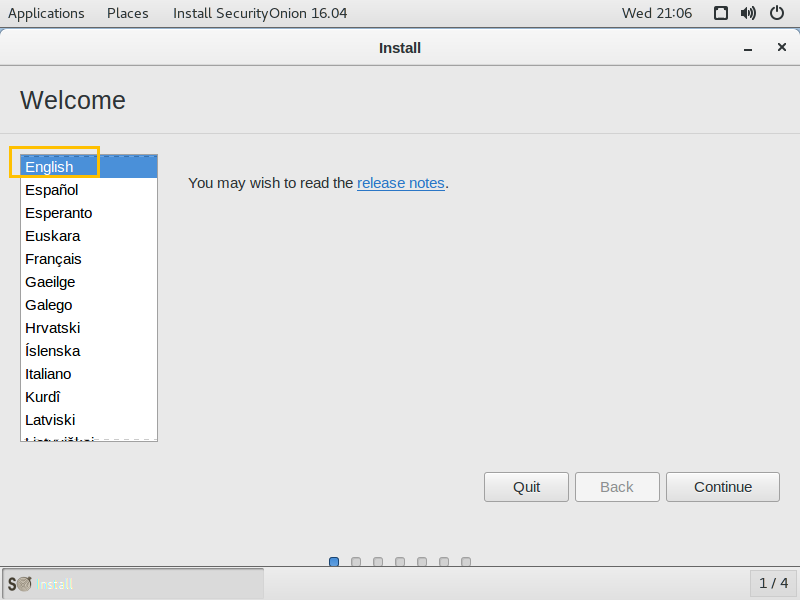 Applications Places Install SecurityOnion 16.04 Wed 21:06
Install
Welcome
English
Español
Esperanto
Euskara
Français
Gaeilge
Galego
Hrvatski
Íslenska
Italiano
Kurdî
Latviski
You may wish to read the release notes.
Quit Back Continue
SO Install 1 / 4